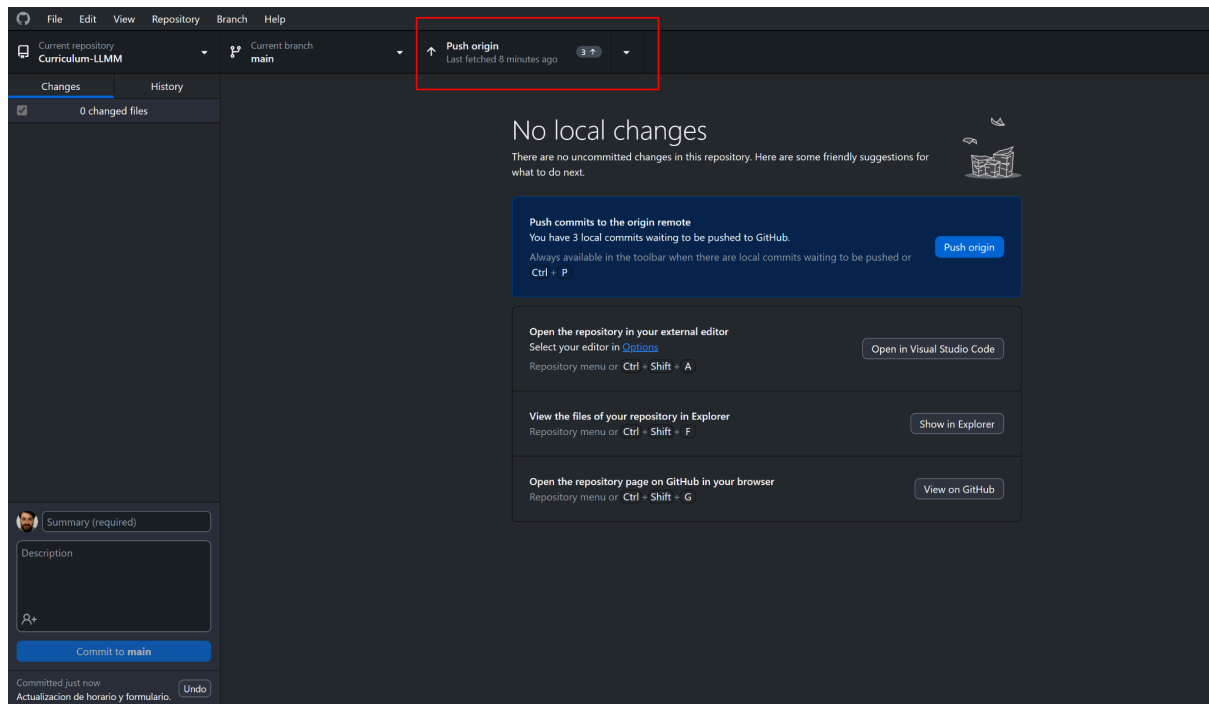 File Edit View Repository Branch Help
Current repository
Curriculum-LLMM
Current branch
main
Push origin
Last fetched 8 minutes ago
3 ↑
Changes History
0 changed files
No local changes
There are no uncommitted changes in this repository. Here are some friendly suggestions for
what to do next.
Push commits to the origin remote
You have 3 local commits waiting to be pushed to GitHub.
Always available in the toolbar when there are local commits waiting to be pushed or
Ctrl + P
Push origin
Open the repository in your external editor
Select your editor in Options
Repository menu or Ctrl + Shift + A
Open in Visual Studio Code
View the files of your repository in Explorer
Repository menu or Ctrl + Shift + F
Show in Explorer
Open the repository page on GitHub in your browser
Repository menu or Ctrl + Shift + G
View on GitHub
Summary (required)
Description
Commit to main
Committed just now
Actualizacion de horario y formulario.
Undo